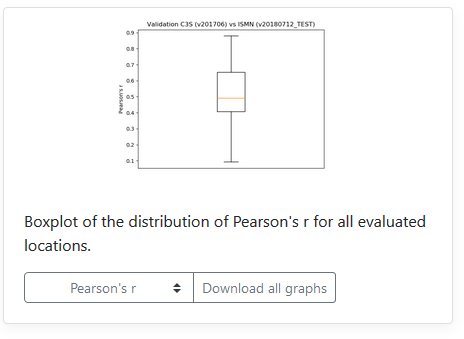 Validation C3S (v201706) vs ISMN (v20180712_TEST)
0.9
0.8
0.7
0.6
0.5
0.4
0.3
0.2
0.1
Pearson's r
Boxplot of the distribution of Pearson's r for all evaluated
locations.
Pearson's r
Download all graphs